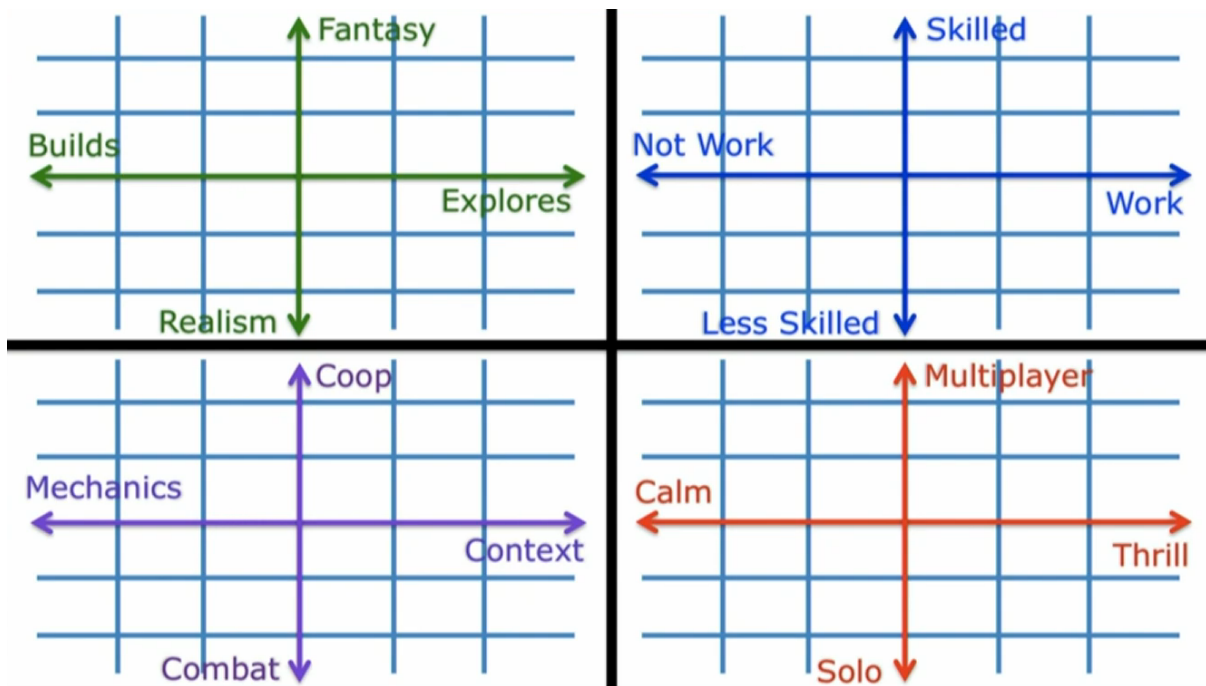 Fantasy
Builds
Explores
Realism
Skilled
Not Work
Work
Less Skilled
Coop
Mechanics
Context
Combat
Multiplayer
Calm
Thrill
Solo